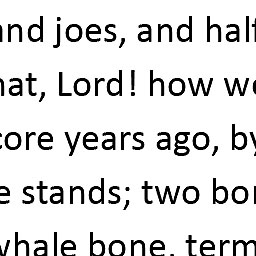 and joes, and half
hat, Lord! how we
core years ago, by
e stands; two bon
whale bone, term